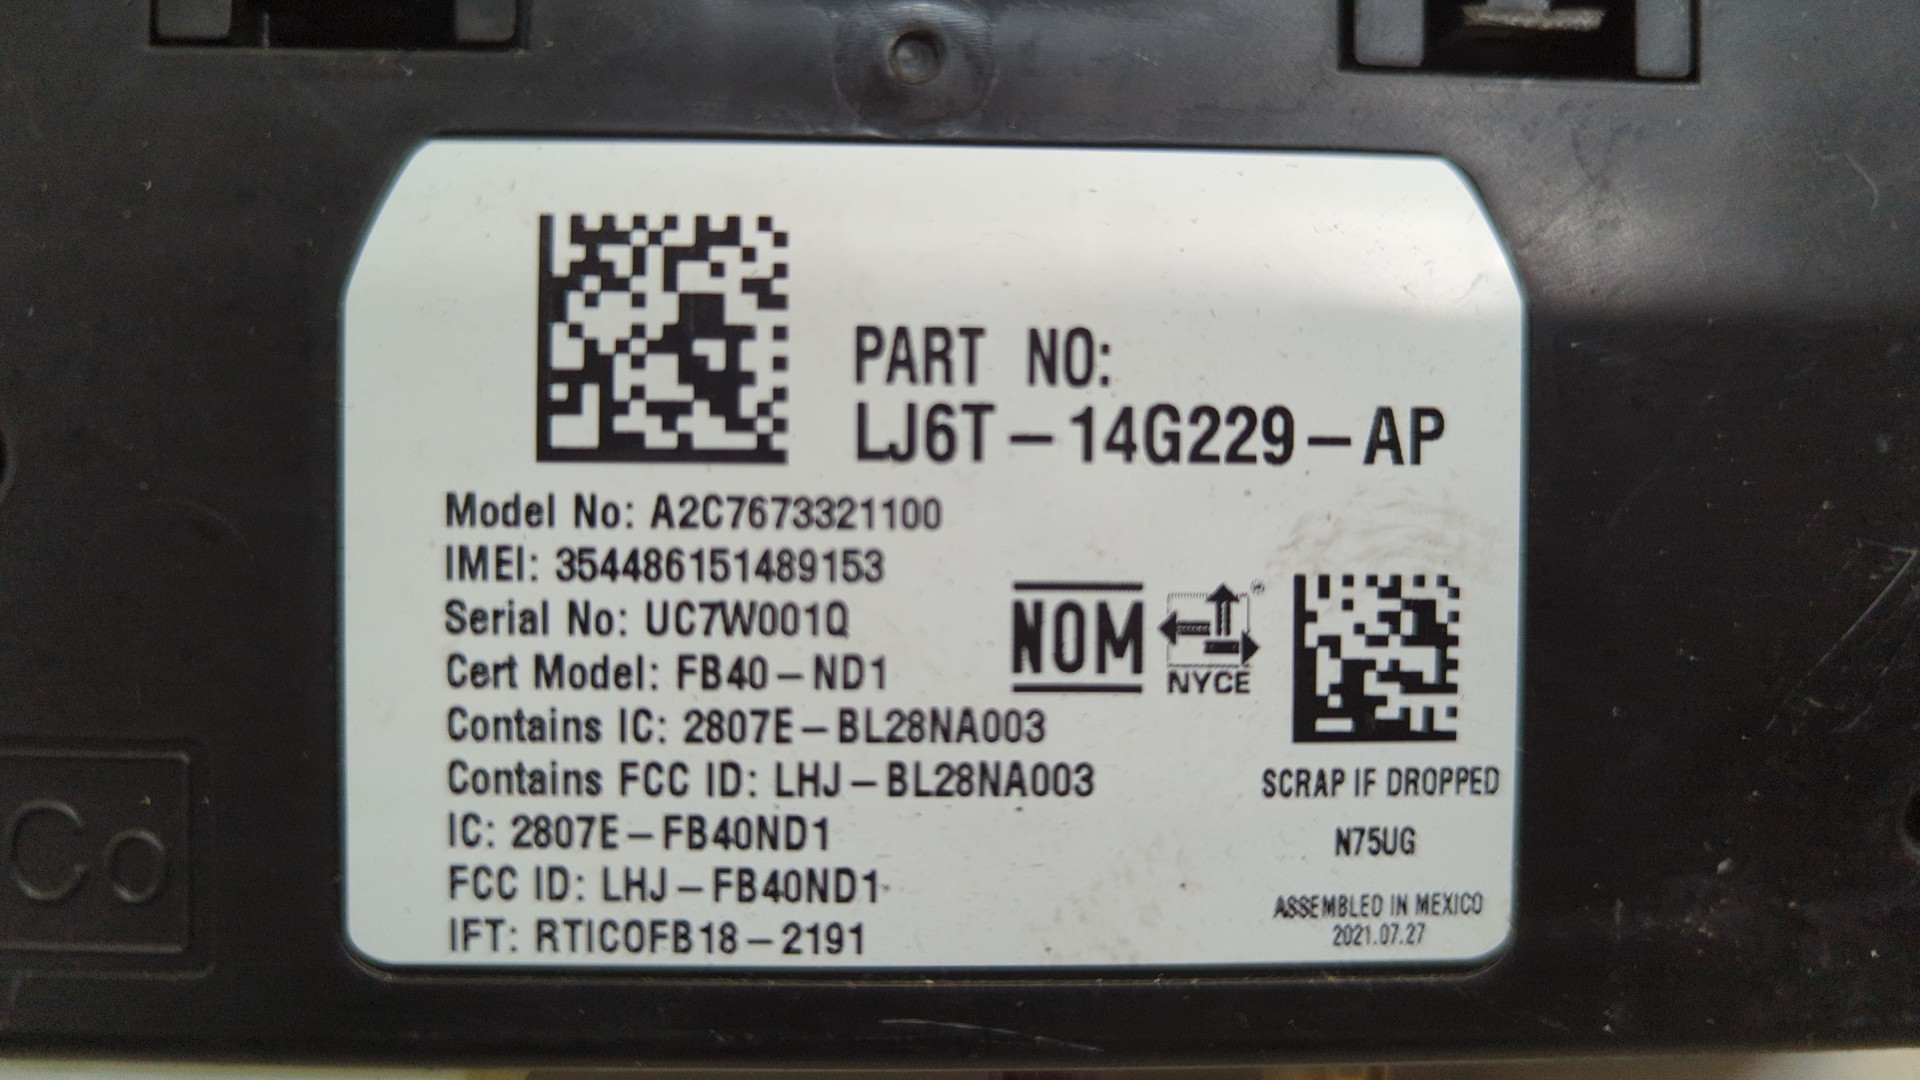 PART NO:
LJ6T-14G229-AP
Model No: A2C7673321100
IMEI: 354486151489153
Serial No: UC7W001Q
Cert Model: FB40-ND1
Contains IC: 2807E-BL28NA003
Contains FCC ID: LHJ-BL28NA003
IC: 2807E-FB40ND1
FCC ID: LHJ-FB40ND1
IFT: RTICOFB18-2191
NOM
NYCE
®
SCRAP IF DROPPED
N75UG
ASSEMBLED IN MEXICO
2021.07.27
Co